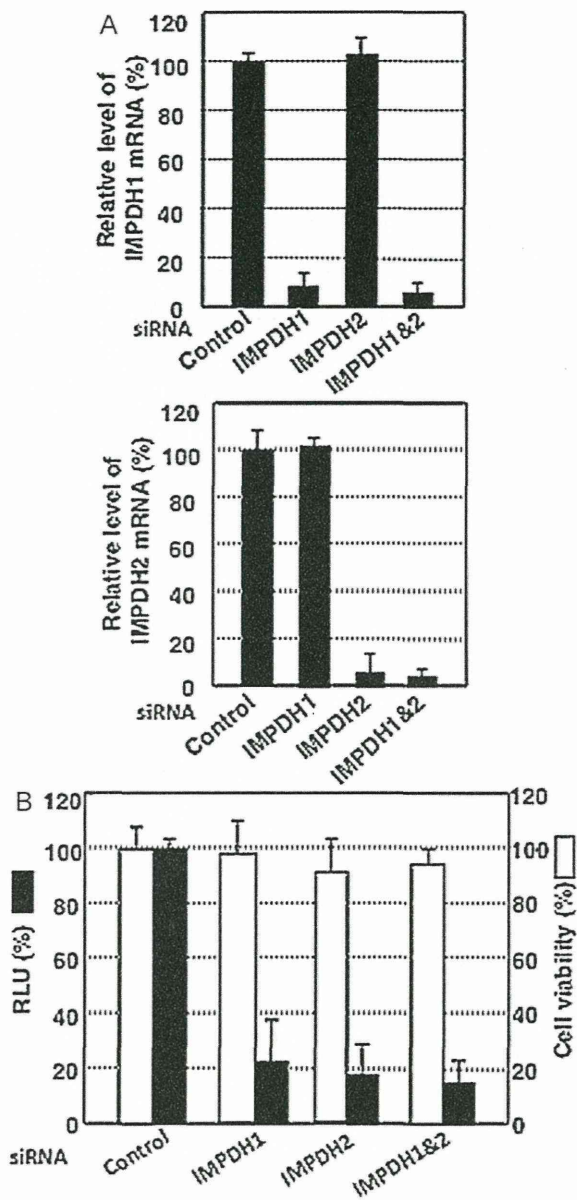 A
Relative level of
IMPDH1 mRNA (%)
120
100
80
60
40
20
0
siRNA
Control
IMPDH1
IMPDH2
IMPDH1&2
Relative level of
IMPDH2 mRNA (%)
120
100
80
60
40
20
0
siRNA
Control
IMPDH1
IMPDH2
IMPDH1&2
B
RLU (%)
120
100
80
60
40
20
0
120
100
80
60
40
20
0
Cell viability (%)
siRNA
Control
IMPDH1
IMPDH2
IMPDH1&2